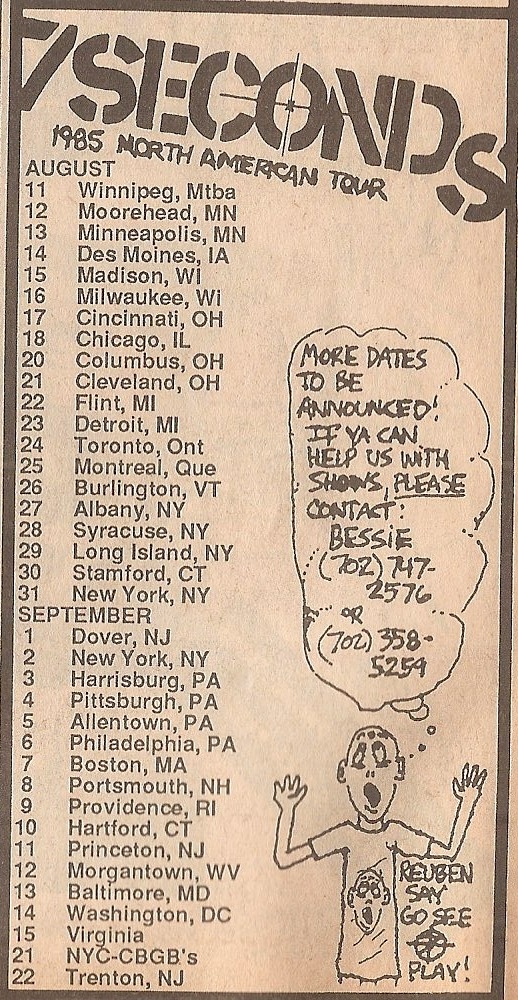 7SECONDS
1985 NORTH AMERICAN TOUR
AUGUST
11 Winnipeg, Mtba
12 Moorehead, MN
13 Minneapolis, MN
14 Des Moines, IA
15 Madison, WI
16 Milwaukee, Wi
17 Cincinnati, OH
18 Chicago, IL
20 Columbus, OH
21 Cleveland, OH
22 Flint, MI
23 Detroit, MI
24 Toronto, Ont
25 Montreal, Que
26 Burlington, VT
27 Albany, NY
28 Syracuse, NY
29 Long Island, NY
30 Stamford, CT
31 New York, NY
SEPTEMBER
1 Dover, NJ
2 New York, NY
3 Harrisburg, PA
4 Pittsburgh, PA
5 Allentown, PA
6 Philadelphia, PA
7 Boston, MA
8 Portsmouth, NH
9 Providence, RI
10 Hartford, CT
11 Princeton, NJ
12 Morgantown, WV
13 Baltimore, MD
14 Washington, DC
15 Virginia
21 NYC-CBGB's
22 Trenton, NJ
MORE DATES
TO BE
ANNOUNCED!
IF YA CAN
HELP US WITH
SHOWS, PLEASE
CONTACT:
BESSIE
(702) 747-
2576
OR
(702) 358-
5259
REUBEN
SAY
GO SEE
7
PLAY!